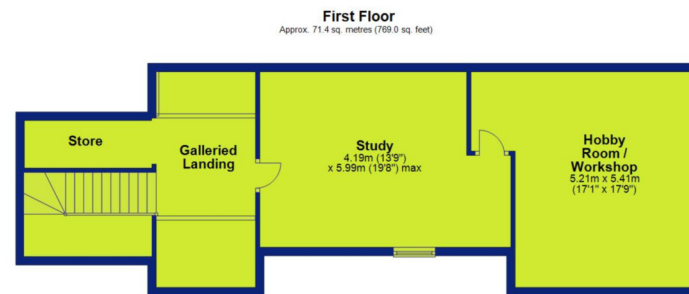 First Floor
Approx. 71.4 sq. metres (769.0 sq. feet)
Store
Galleried
Landing
Study
4.19m (13'9")
x 5.99m (19'8") max
Hobby
Room /
Workshop
5.21m x 5.41m
(17'1" x 17'9")